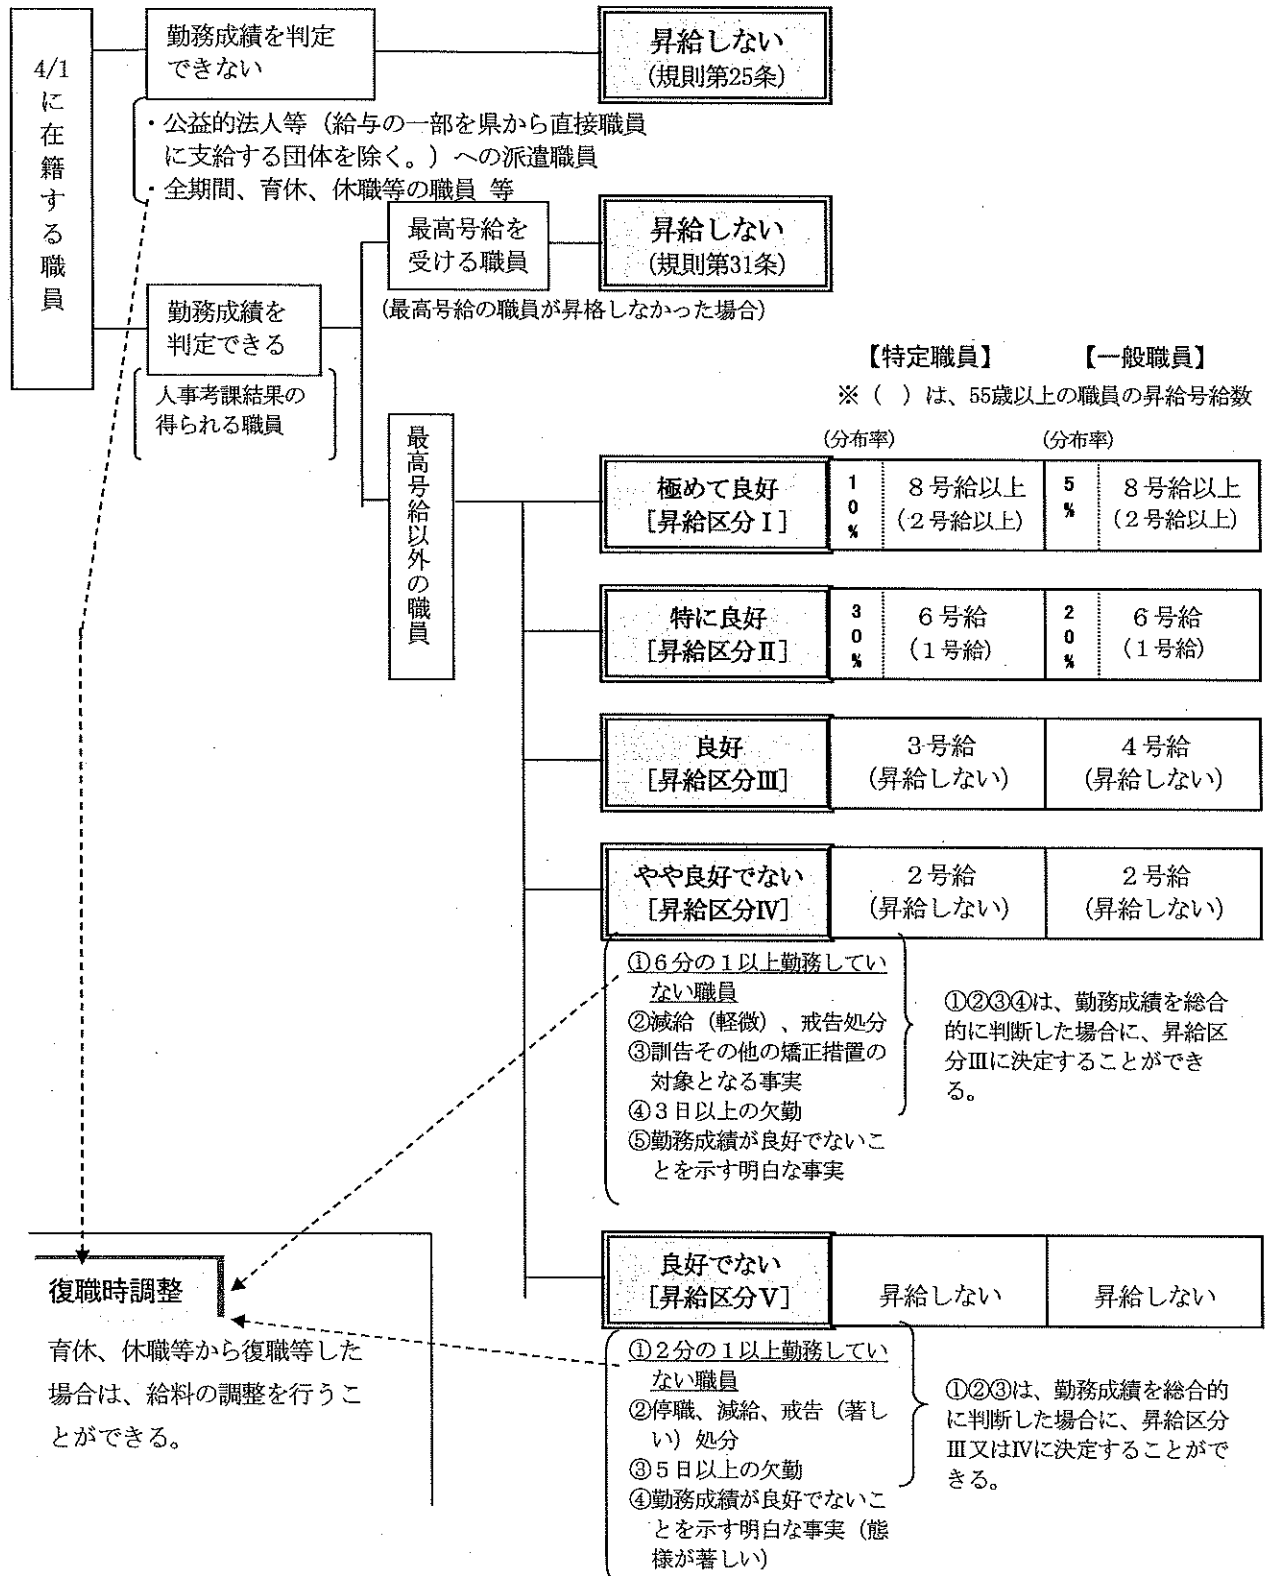 4/1に在籍する職員
勤務成績を判定
できない
昇給しない
(規則第25条)
・公益的法人等（給与の一部を県から直接職員
に支給する団体を除く。）への派遣職員
・全期間、育休、休職等の職員 等
最高号給を
受ける職員
昇給しない
(規則第31条)
(最高号給の職員が昇格しなかった場合)
勤務成績を
判定できる
人事考課結果の
得られる職員
最高号給以外の職員
【特定職員】 【一般職員】
※（ ）は、55歳以上の職員の昇給号給数
(分布率) (分布率)
極めて良好
［昇給区分Ⅰ］
10%
８号給以上
(２号給以上)
5%
８号給以上
(２号給以上)
特に良好
［昇給区分Ⅱ］
30%
６号給
(１号給)
20%
６号給
(１号給)
良好
［昇給区分Ⅲ］
３号給
(昇給しない)
４号給
(昇給しない)
やや良好でない
［昇給区分Ⅳ］
２号給
(昇給しない)
２号給
(昇給しない)
①６分の１以上勤務してい
ない職員
②減給（軽微）、戒告処分
③訓告その他の矯正措置の
対象となる事実
④３日以上の欠勤
⑤勤務成績が良好でないこ
とを示す明白な事実
①②③④は、勤務成績を総合
的に判断した場合に、昇給区
分Ⅲに決定することができ
る。
良好でない
［昇給区分Ⅴ］
昇給しない
昇給しない
①２分の１以上勤務してい
ない職員
②停職、減給、戒告（著し
い）処分
③５日以上の欠勤
④勤務成績が良好でないこ
とを示す明白な事実（態
様が著しい）
①②③は、勤務成績を総合的
に判断した場合に、昇給区分
Ⅲ又はⅣに決定することがで
きる。
復職時調整
育休、休職等から復職等した
場合は、給料の調整を行うこ
とができる。